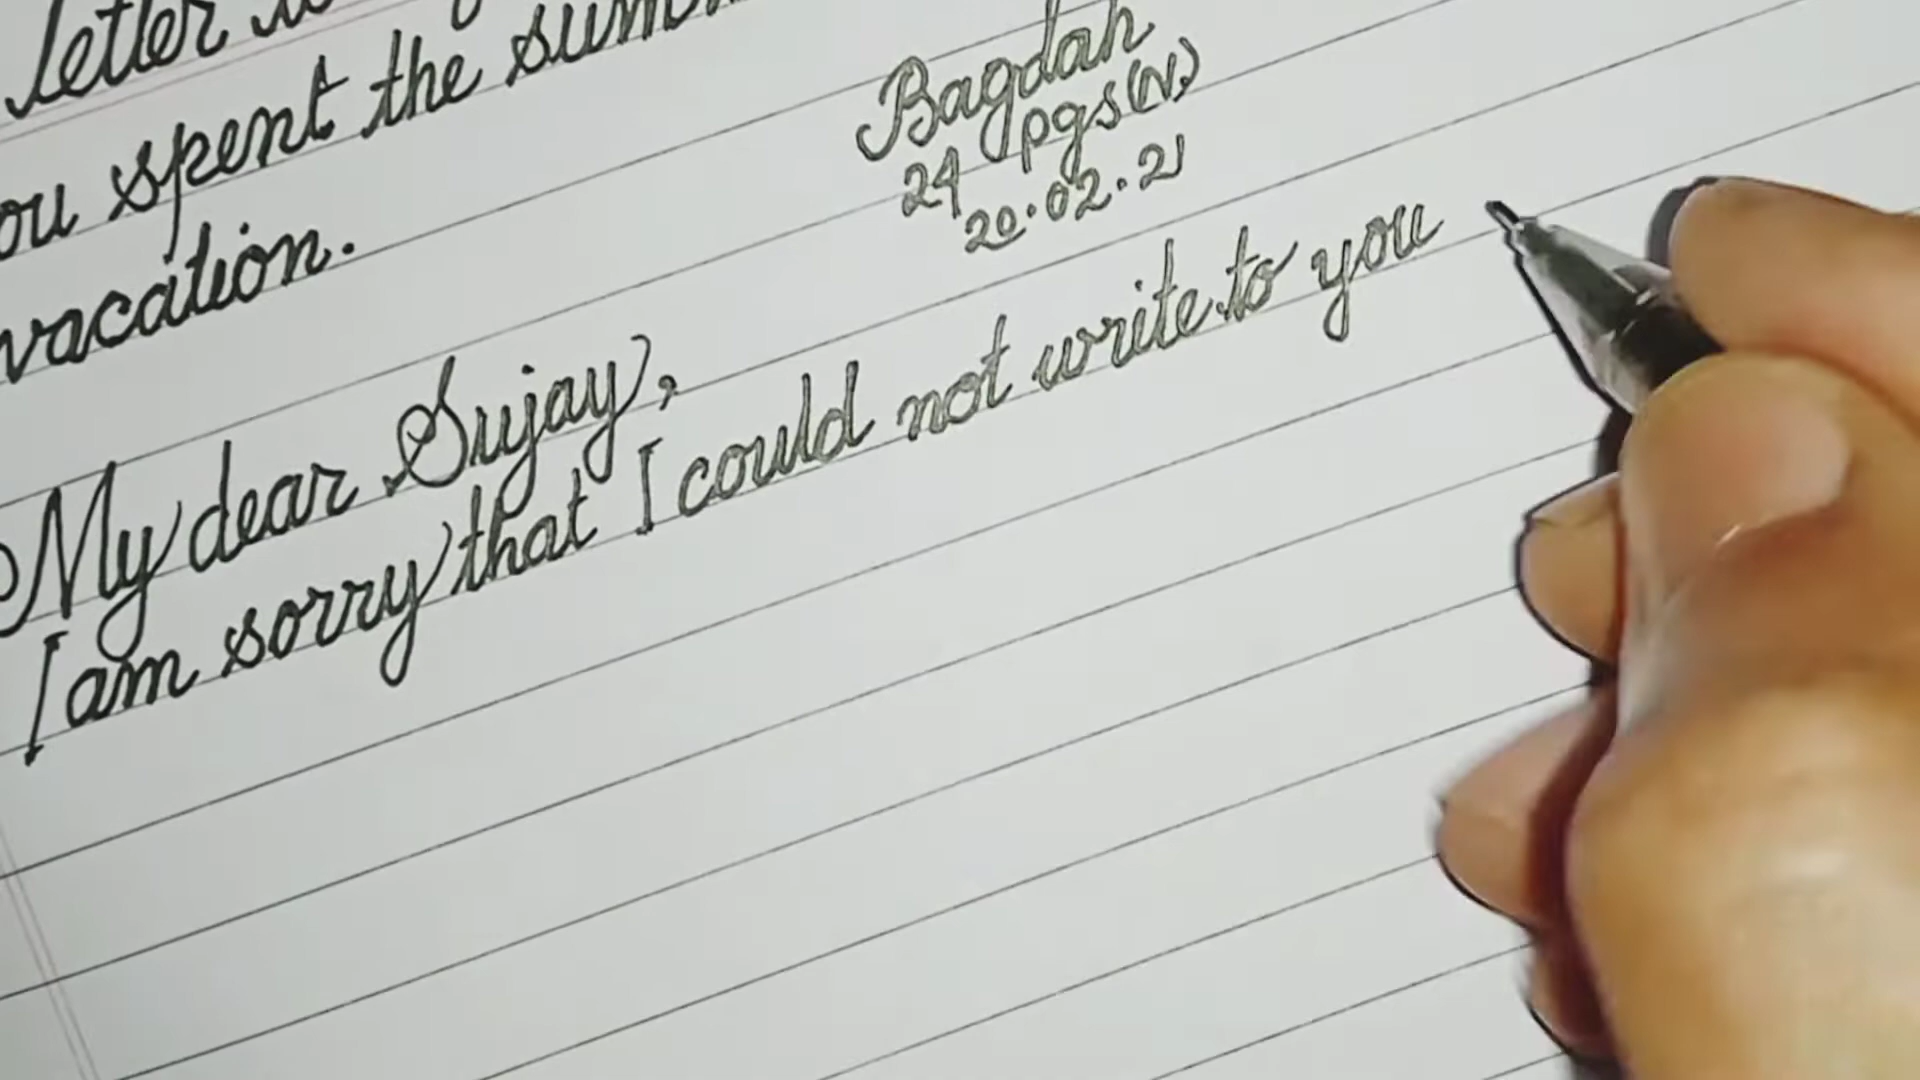 letter
ou spent the summ
vacation.
Bagdah
24 pgs(N)
20.02.21
My dear Sujay,
I am sorry that I could not write to you